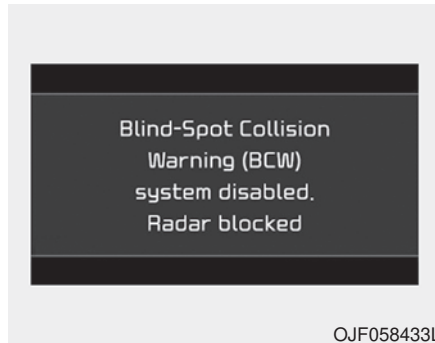 Blind-Spot Collision
Warning (BCW)
system disabled.
Radar blocked
OJF058433L